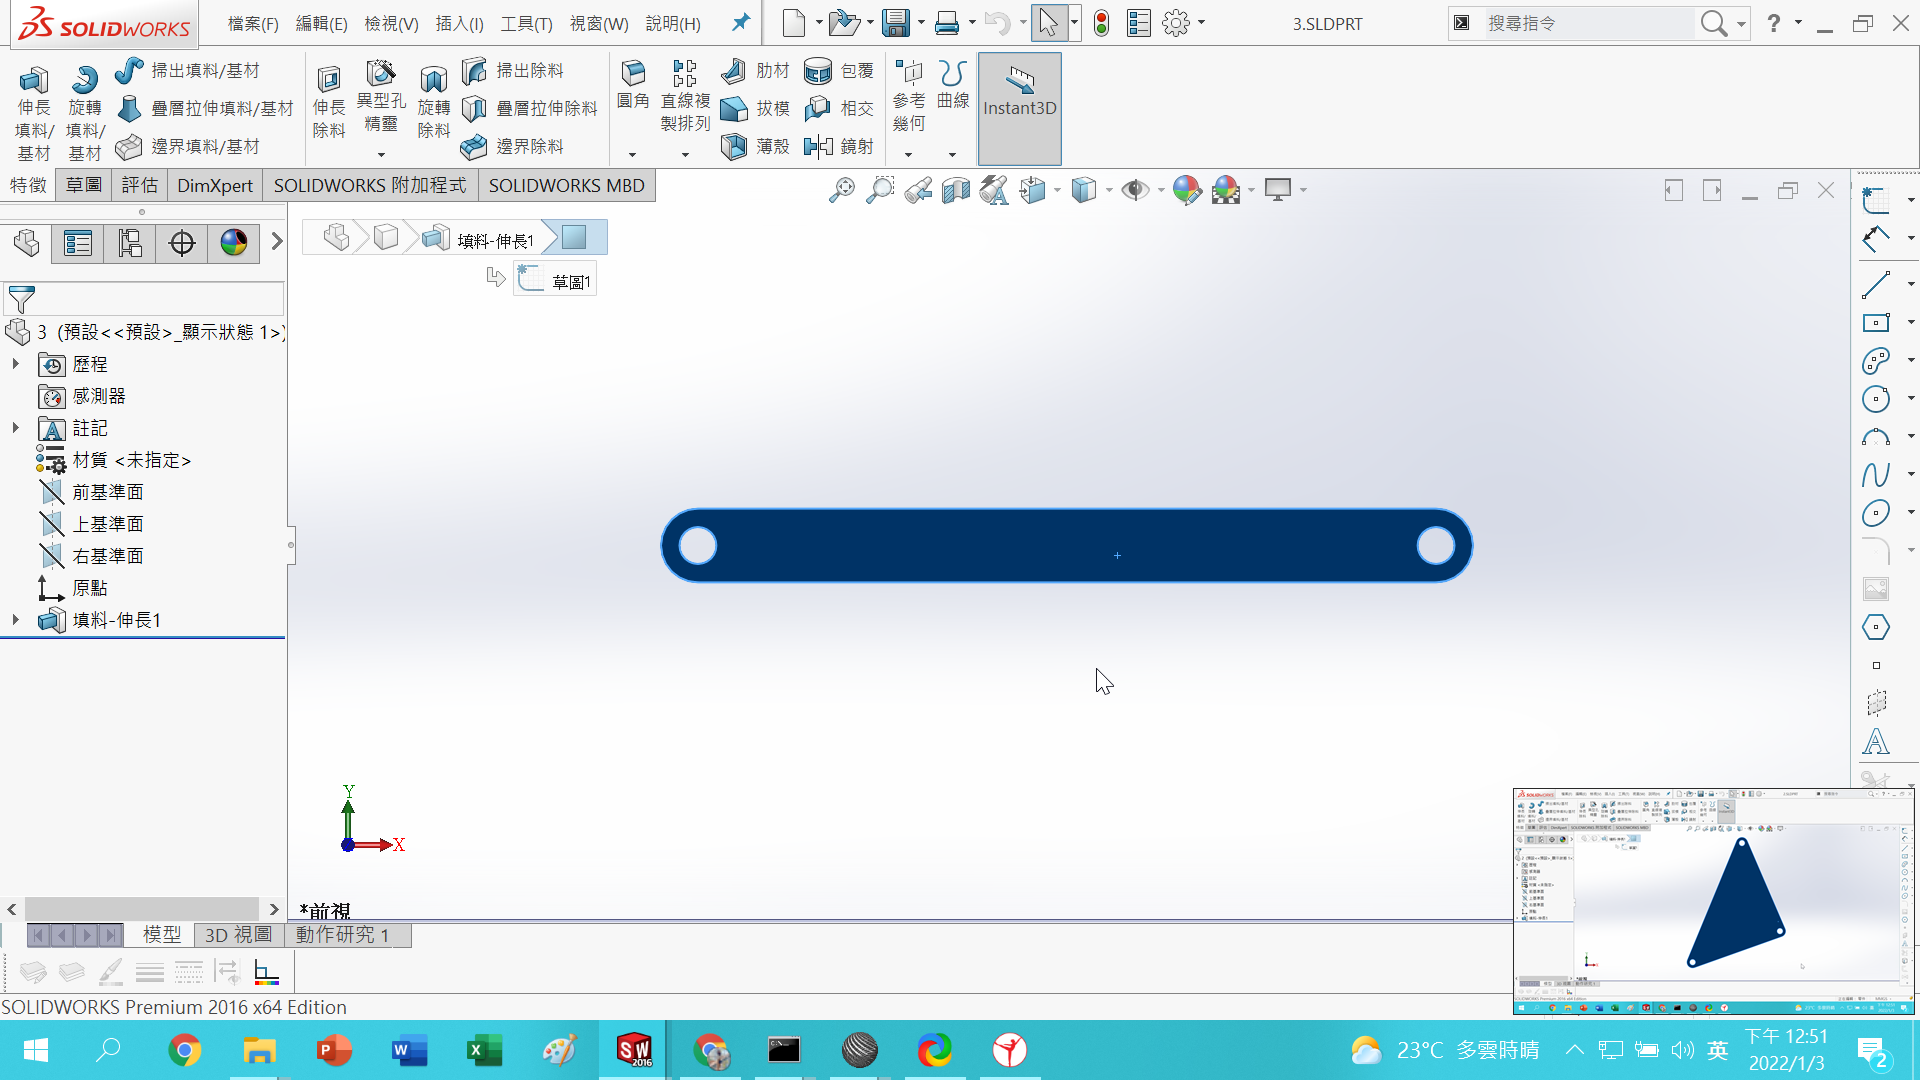 SOLIDWORKS
檔案(F) 編輯(E) 檢視(V) 插入(I) 工具(T) 視窗(W) 說明(H)
3.SLDPRT
搜尋指令
?
伸長填料/基材
旋轉填料/基材
掃出填料/基材
疊層拉伸填料/基材
邊界填料/基材
伸長除料
異型孔精靈
旋轉除料
掃出除料
疊層拉伸除料
邊界除料
圓角
直線複製排列
肋材
拔模
薄殼
包覆
相交
鏡射
參考幾何
曲線
Instant3D
特徵 草圖 評估 DimXpert SOLIDWORKS 附加程式 SOLIDWORKS MBD
填料-伸長1
草圖1
3 (預設<<預設>_顯示狀態 1>)
歷程
感測器
註記
材質 <未指定>
前基準面
上基準面
右基準面
原點
填料-伸長1
Y
X
*前視
模型 3D 視圖 動作研究 1
SOLIDWORKS Premium 2016 x64 Edition
SW 2016
23°C 多雲時晴
英
下午 12:51
2022/1/3
2